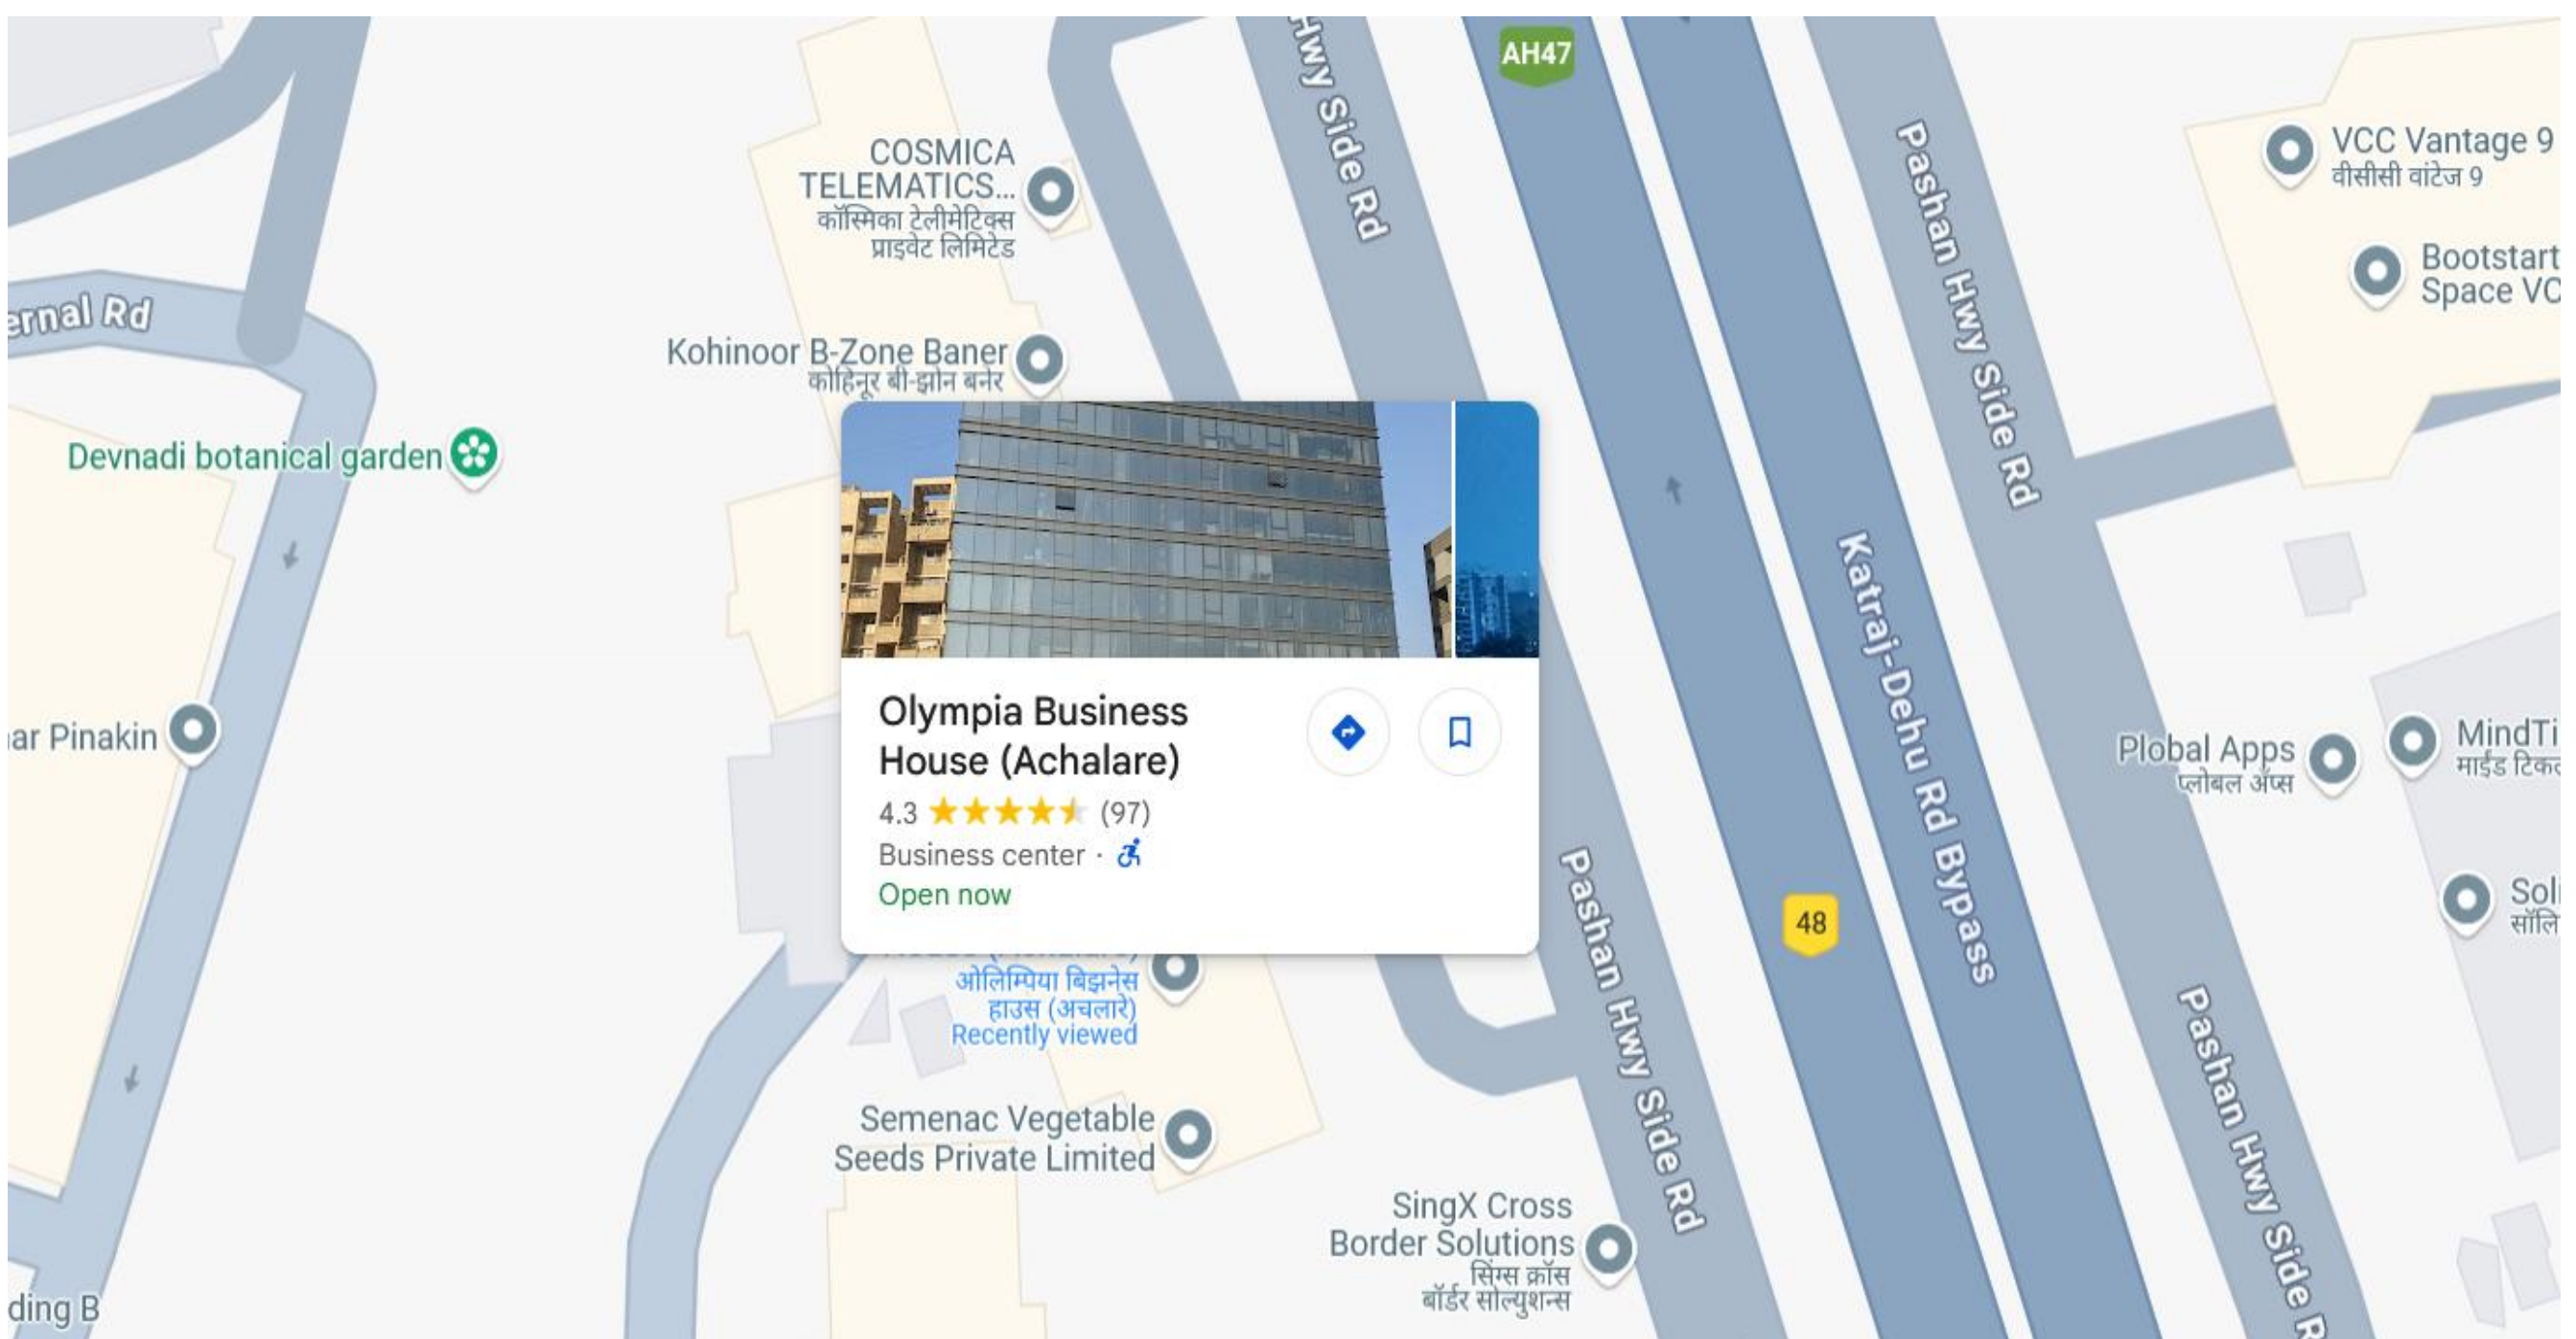 AH47
Hwy Side Rd
Pashan Hwy Side Rd
VCC Vantage 9
वीसीसी वांटेज 9
Bootstart
Space VC
COSMICA
TELEMATICS...
कॉस्मिका टेलीमेटिक्स
प्राइवेट लिमिटेड
ernal Rd
Kohinoor B-Zone Baner
कोहिनूर बी-झोन बनेर
Devnadi botanical garden
Katraj-Dehu Rd Bypass
ar Pinakin
Olympia Business
House (Achalare)
4.3
(97)
Business center ·
Open now
Plobal Apps
प्लोबल अ‍ॅप्स
MindTi
माईंड टिक
Soli
सॉलि
48
Pashan Hwy Side Rd
ओलिम्पिया बिझनेस
हाउस (अचलारे)
Recently viewed
Semenac Vegetable
Seeds Private Limited
SingX Cross
Border Solutions
सिंग्स क्रॉस
बॉर्डर सोल्युशन्स
Pashan Hwy Side R
ding B